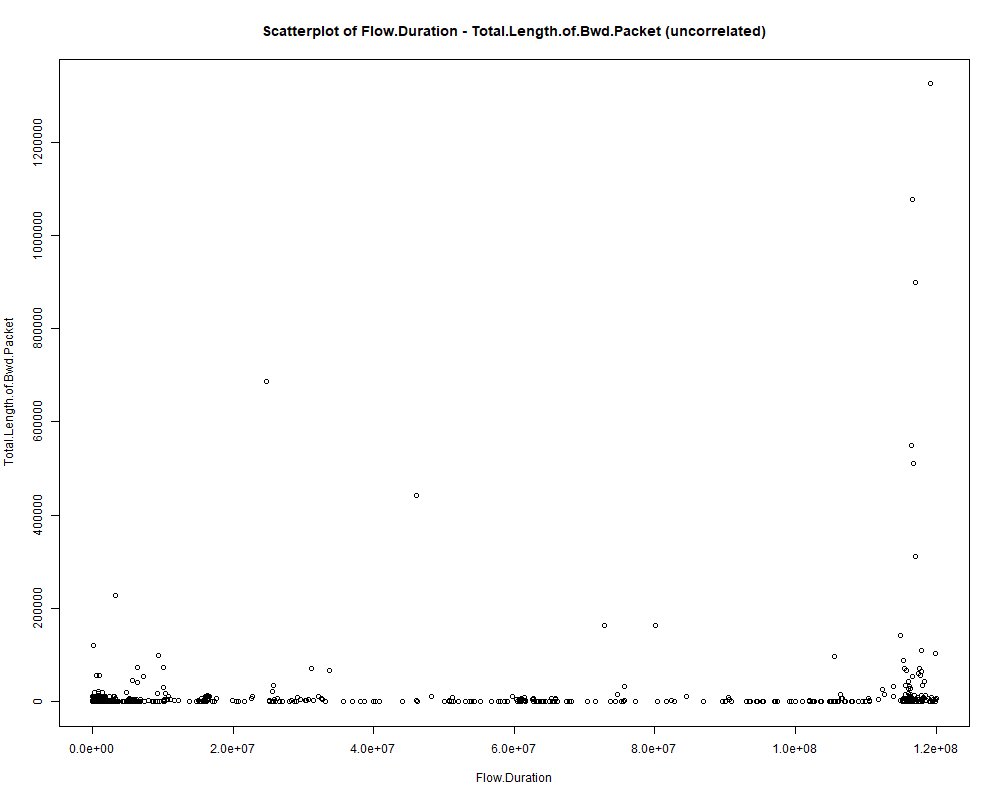 Scatterplot of Flow.Duration - Total.Length.of.Bwd.Packet (uncorrelated)
Total.Length.of.Bwd.Packet
1200000
1000000
800000
600000
400000
200000
0
0.0e+00 2.0e+07 4.0e+07 6.0e+07 8.0e+07 1.0e+08 1.2e+08
Flow.Duration